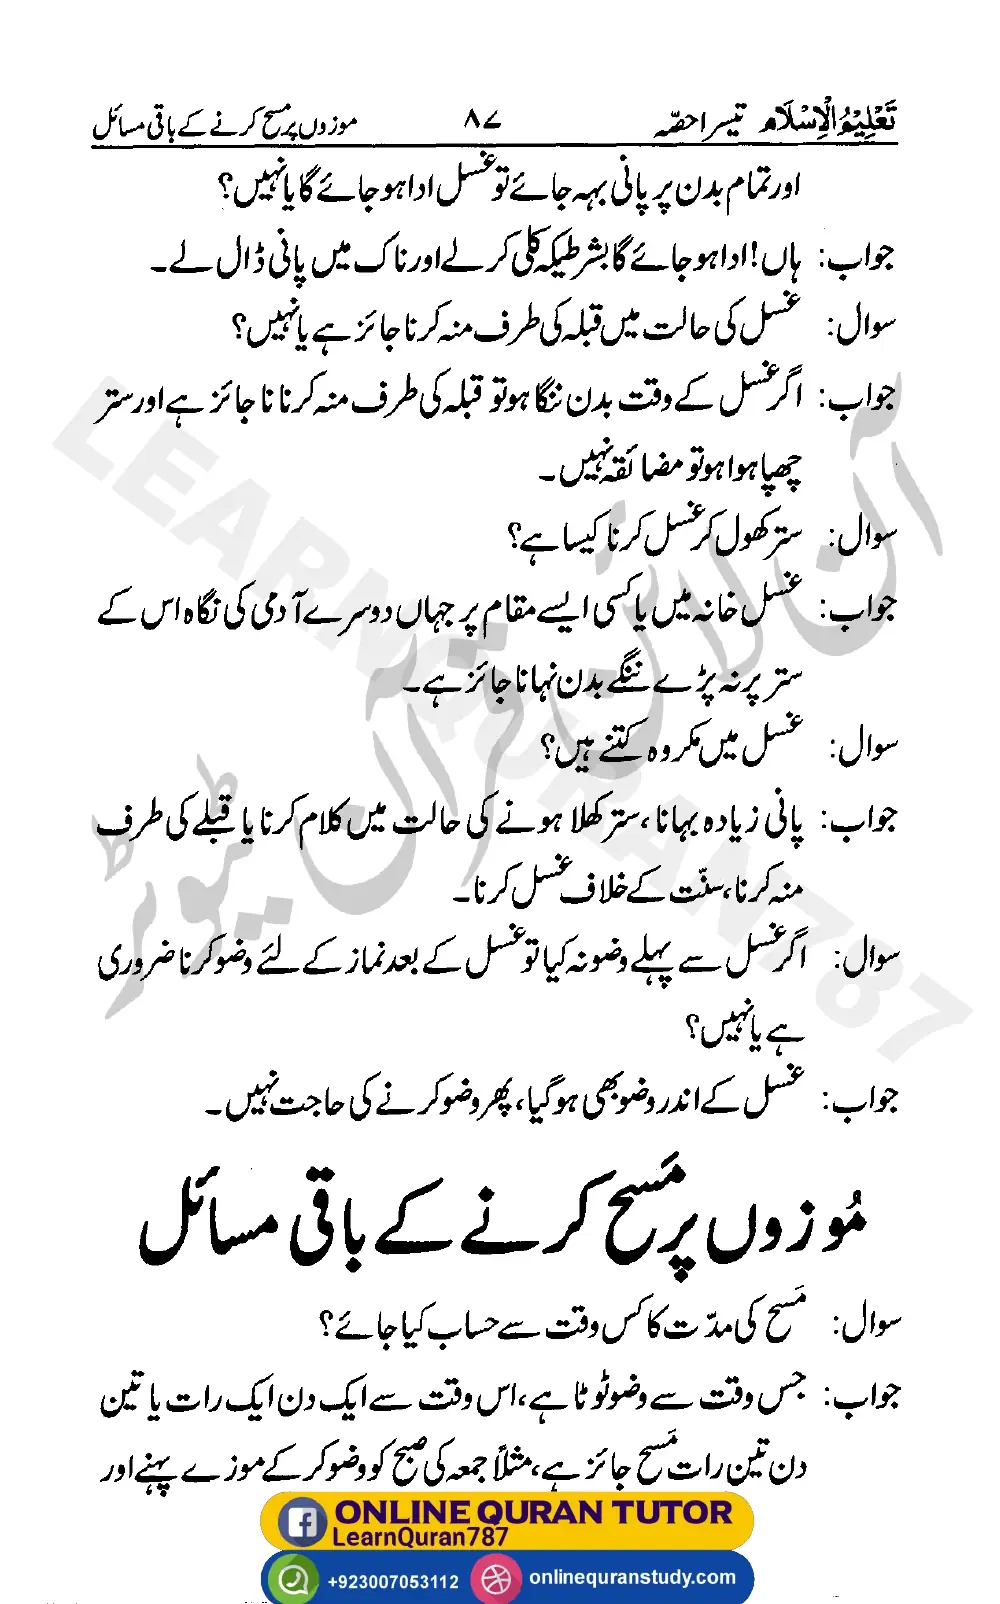 تَعْلِیْمُ الْاِسْلَام تیسرا حصّہ ۸۷ موزوں پر مسح کرنے کے باقی مسائل
اور تمام بدن پر پانی بہہ جائے تو غسل ادا ہو جائے گا یا نہیں؟
جواب: ہاں! ادا ہو جائے گا بشرطیکہ کلی کرلے اور ناک میں پانی ڈال لے۔
سوال: غسل کی حالت میں قبلہ کی طرف منہ کرنا جائز ہے یا نہیں؟
جواب: اگر غسل کے وقت بدن ننگا ہو تو قبلہ کی طرف منہ کرنا ناجائز ہے اور ستر
چھپا ہوا ہو تو مضائقہ نہیں۔
سوال: ستر کھول کر غسل کرنا کیسا ہے؟
جواب: غسل خانہ میں یا کسی ایسے مقام پر جہاں دوسرے آدمی کی نگاہ اس کے
ستر پر نہ پڑے ننگے بدن نہانا جائز ہے۔
سوال: غسل میں مکروہ کتنے ہیں؟
جواب: پانی زیادہ بہانا، ستر کھلا ہونے کی حالت میں کلام کرنا یا قبلے کی طرف
منہ کرنا، سنّت کے خلاف غسل کرنا۔
سوال: اگر غسل سے پہلے وضو نہ کیا تو غسل کے بعد نماز کے لئے وضو کرنا ضروری
ہے یا نہیں؟
جواب: غسل کے اندر وضو بھی ہوگیا، پھر وضو کرنے کی حاجت نہیں۔
مُوزوں پر مَسح کرنے کے باقی مسائل
سوال: مَسح کی مدّت کا کس وقت سے حساب کیا جائے؟
جواب: جس وقت سے وضو ٹوٹا ہے، اس وقت سے ایک دن ایک رات یا تین
دن تین رات مَسح جائز ہے، مثلاً جمعہ کی صبح کو وضو کر کے موزے پہنے اور
آن لائن قرآن ٹیوٹر
LEARNQURAN787
ONLINE QURAN TUTOR
LearnQuran787
+923007053112 onlinequranstudy.com